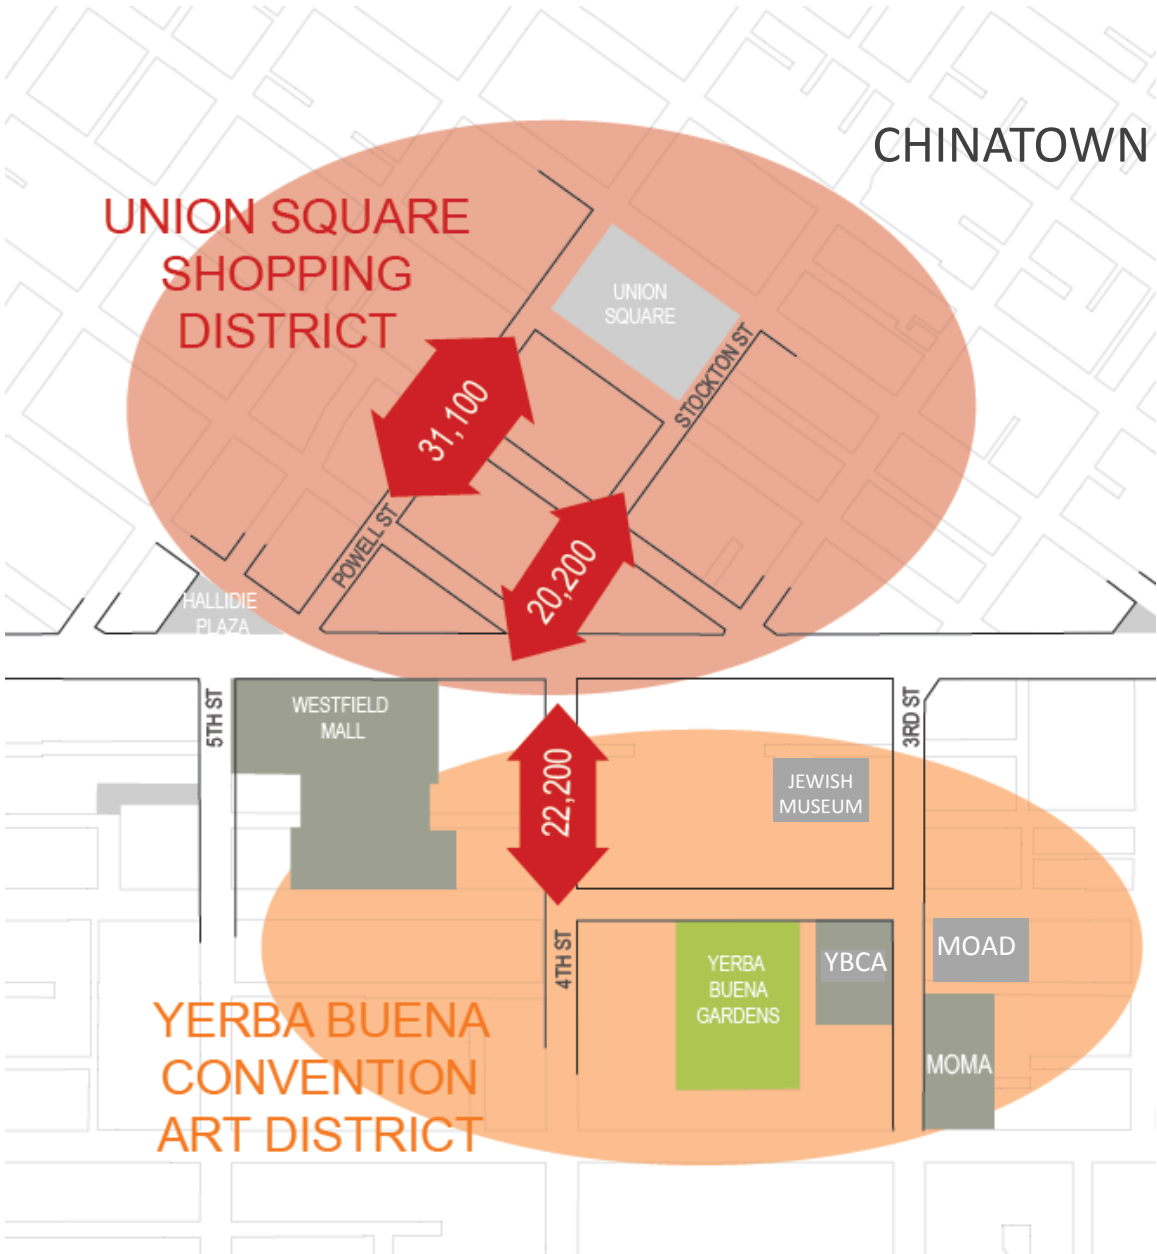 CHINATOWN
UNION SQUARE
SHOPPING
DISTRICT
UNION
SQUARE
STOCKTON ST
31,100
POWELL ST
20,200
HALLIDIE
PLAZA
5TH ST
WESTFIELD
MALL
22,200
3RD ST
JEWISH
MUSEUM
4TH ST
YERBA
BUENA
GARDENS
YBCA
MOAD
MOMA
YERBA BUENA
CONVENTION
ART DISTRICT